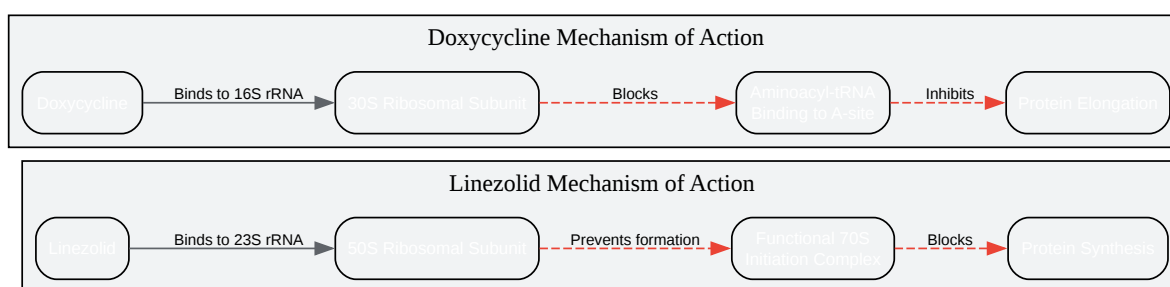 Doxycycline Mechanism of Action
Doxycycline
Binds to 16S rRNA
30S Ribosomal Subunit
Blocks
Aminoacyl-tRNA
Binding to A-site
Inhibits
Protein Elongation
Linezolid Mechanism of Action
Linezolid
Binds to 23S rRNA
50S Ribosomal Subunit
Prevents formation
Functional 70S
Initiation Complex
Blocks
Protein Synthesis